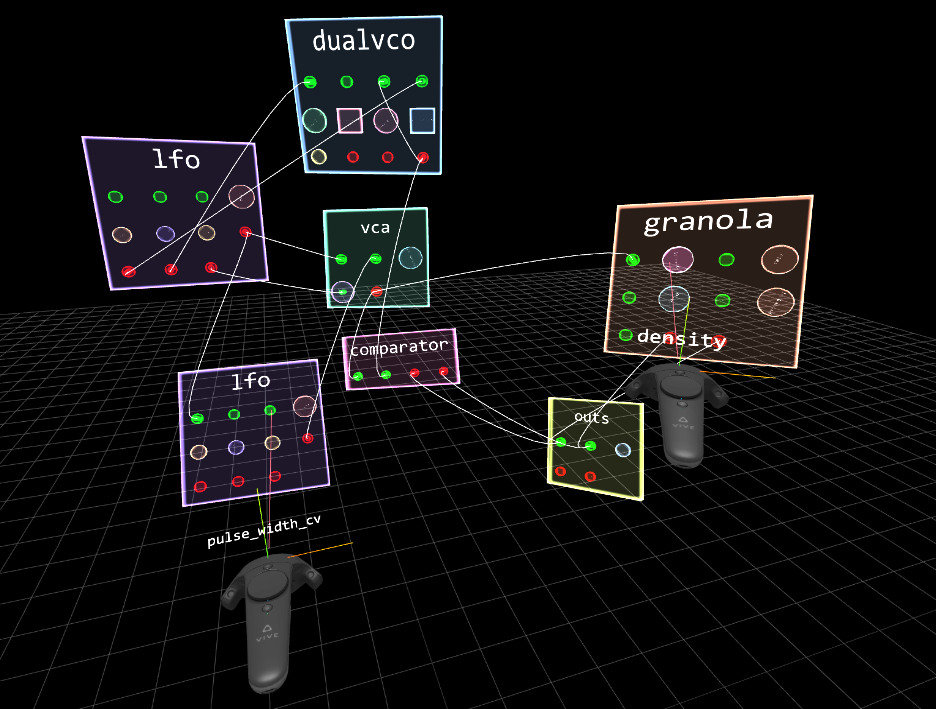 dualvco
lfo
vca
granola
density
comparator
lfo
outs
pulse_width_cv
VIVE
VIVE